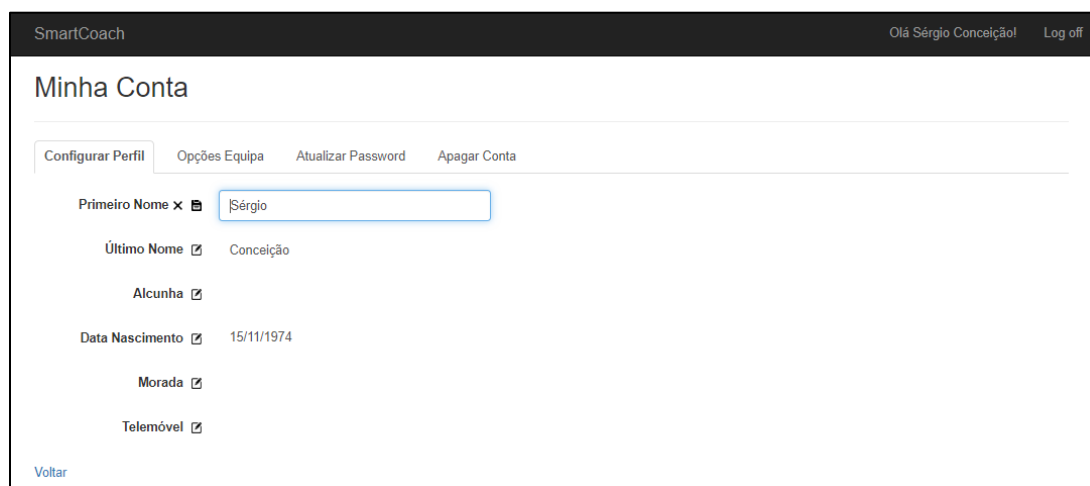 SmartCoach Olá Sérgio Conceição! Log off
Minha Conta
Configurar Perfil Opções Equipa Atualizar Password Apagar Conta
Primeiro Nome Sérgio
Último Nome Conceição
Alcunha
Data Nascimento 15/11/1974
Morada
Telemóvel
Voltar